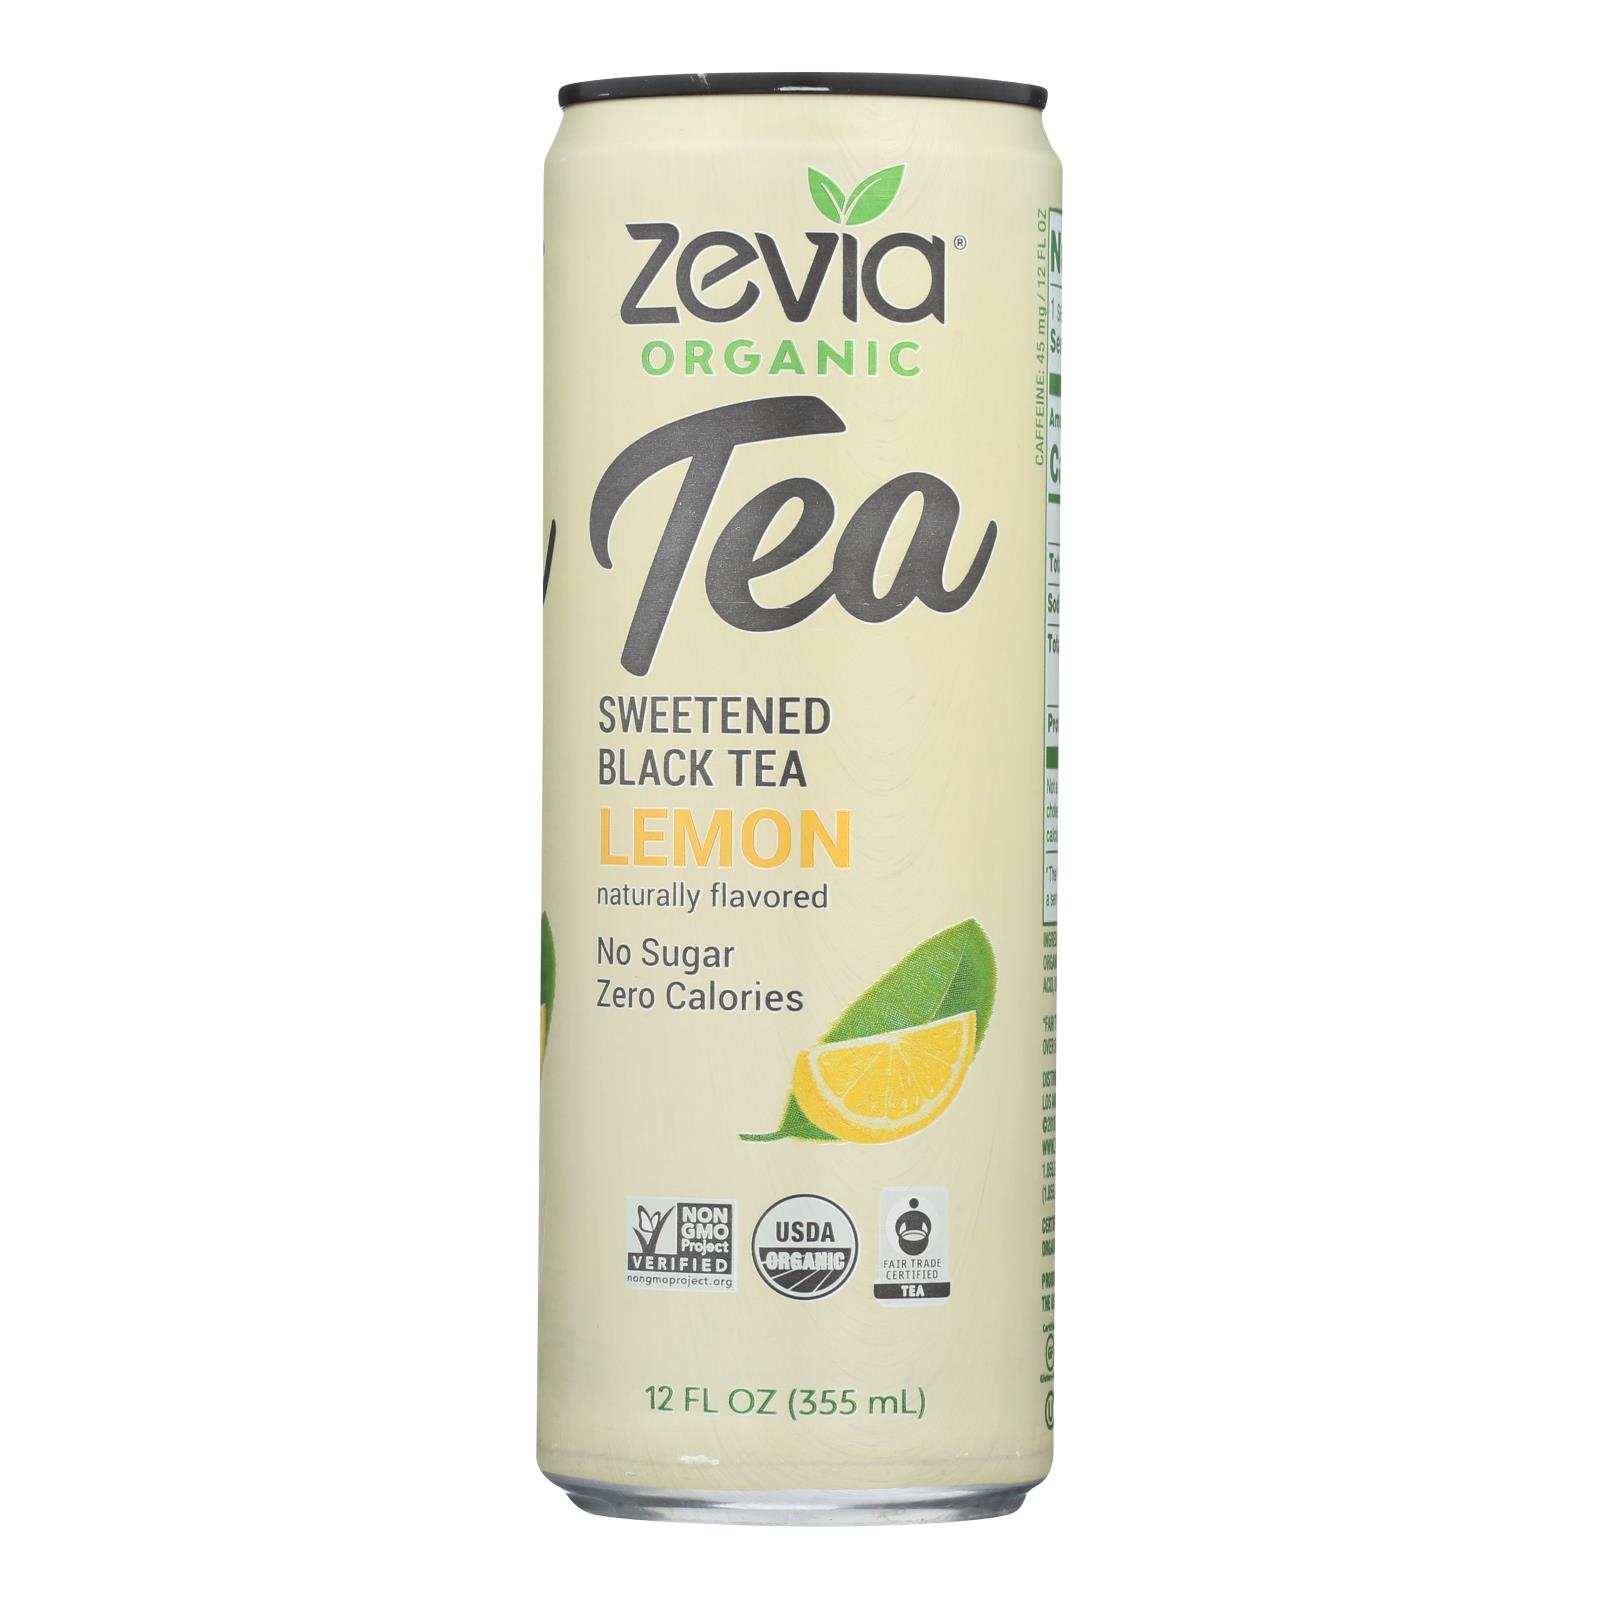 zevia®
ORGANIC
Tea
SWEETENED
BLACK TEA
LEMON
naturally flavored
No Sugar
Zero Calories
NON
GMO
Project
VERIFIED
nongmoproject.org
USDA
ORGANIC
FAIR TRADE
CERTIFIED
TEA
12 FL OZ (355 mL)
CAFFEINE: 45 mg / 12 FL OZ